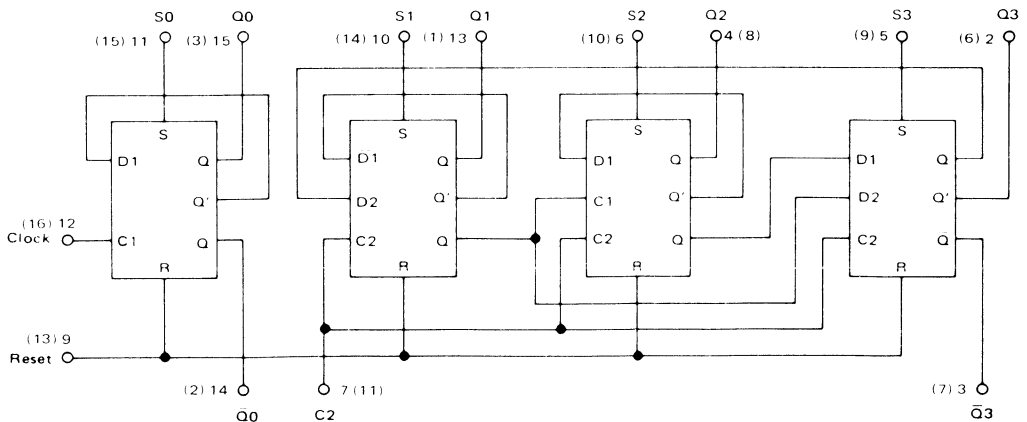 S0 Q0 S1 Q1 S2 Q2 S3 Q3
(15) 11 (3) 15 (14) 10 (1) 13 (10) 6 4 (8) (9) 5 (6) 2
S S S S
D1 Q D̄1 Q D1 Q D1 Q
Q' D2 Q' C1 Q' D2 Q'
(16) 12
Clock C1 Q C2 Q C2 Q C2 Q̄
R R R R
(13) 9
Reset
(2) 14 7 (11) (7) 3
Q̄0 C2 Q̄3